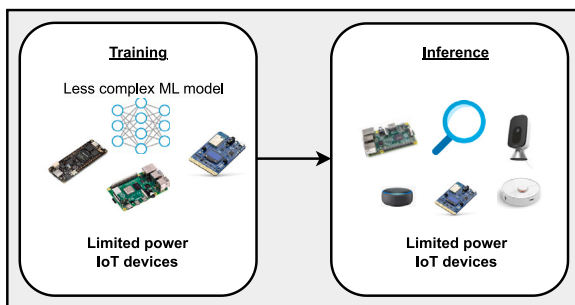 Training
Less complex ML model
Limited power
IoT devices
Inference
Limited power
IoT devices